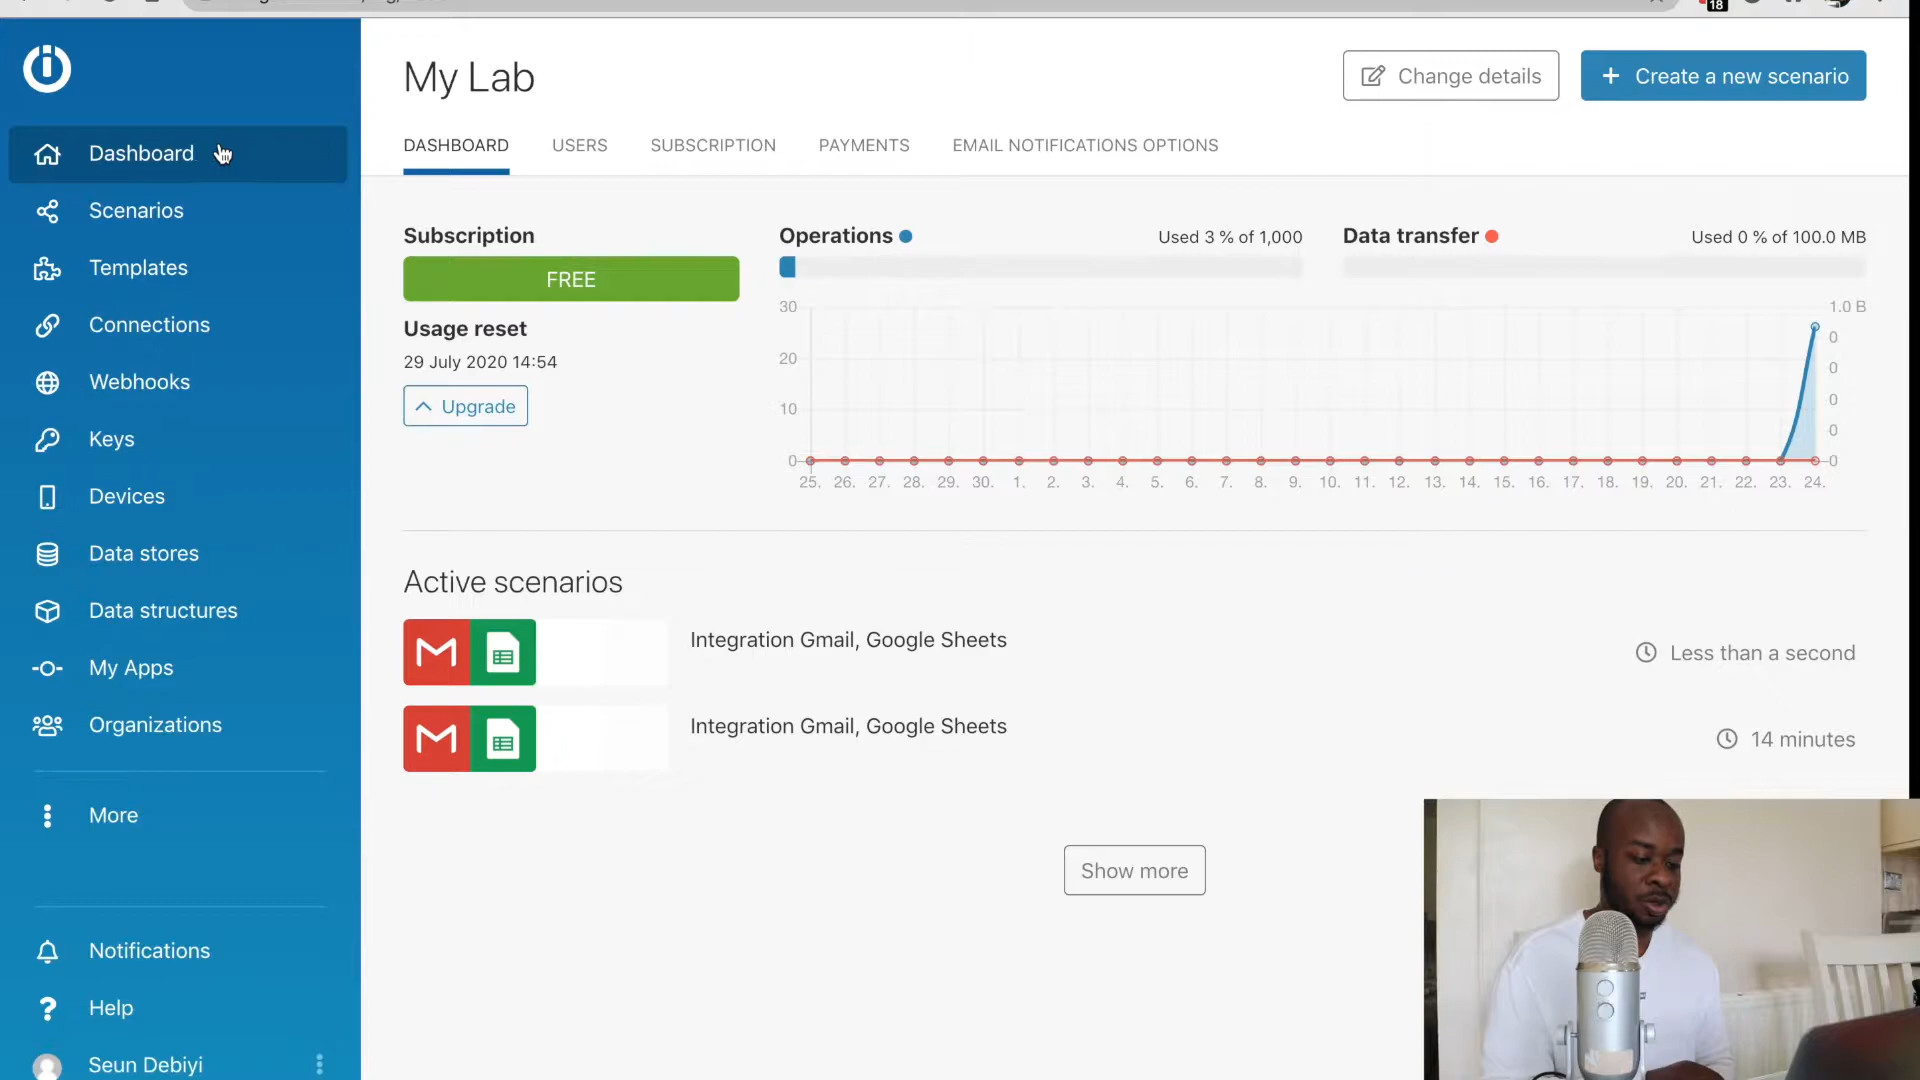 18
My Lab
Change details
+ Create a new scenario
Dashboard
Scenarios
Templates
Connections
Webhooks
Keys
Devices
Data stores
Data structures
My Apps
Organizations
More
Notifications
Help
Seun Debiyi
DASHBOARD USERS SUBSCRIPTION PAYMENTS EMAIL NOTIFICATIONS OPTIONS
Subscription
FREE
Usage reset
29 July 2020 14:54
Upgrade
Operations Used 3 % of 1,000
Data transfer Used 0 % of 100.0 MB
30
20
10
0
1.0 B
0
0
0
0
0
25. 26. 27. 28. 29. 30. 1. 2. 3. 4. 5. 6. 7. 8. 9. 10. 11. 12. 13. 14. 15. 16. 17. 18. 19. 20. 21. 22. 23. 24.
Active scenarios
Integration Gmail, Google Sheets
Less than a second
Integration Gmail, Google Sheets
14 minutes
Show more